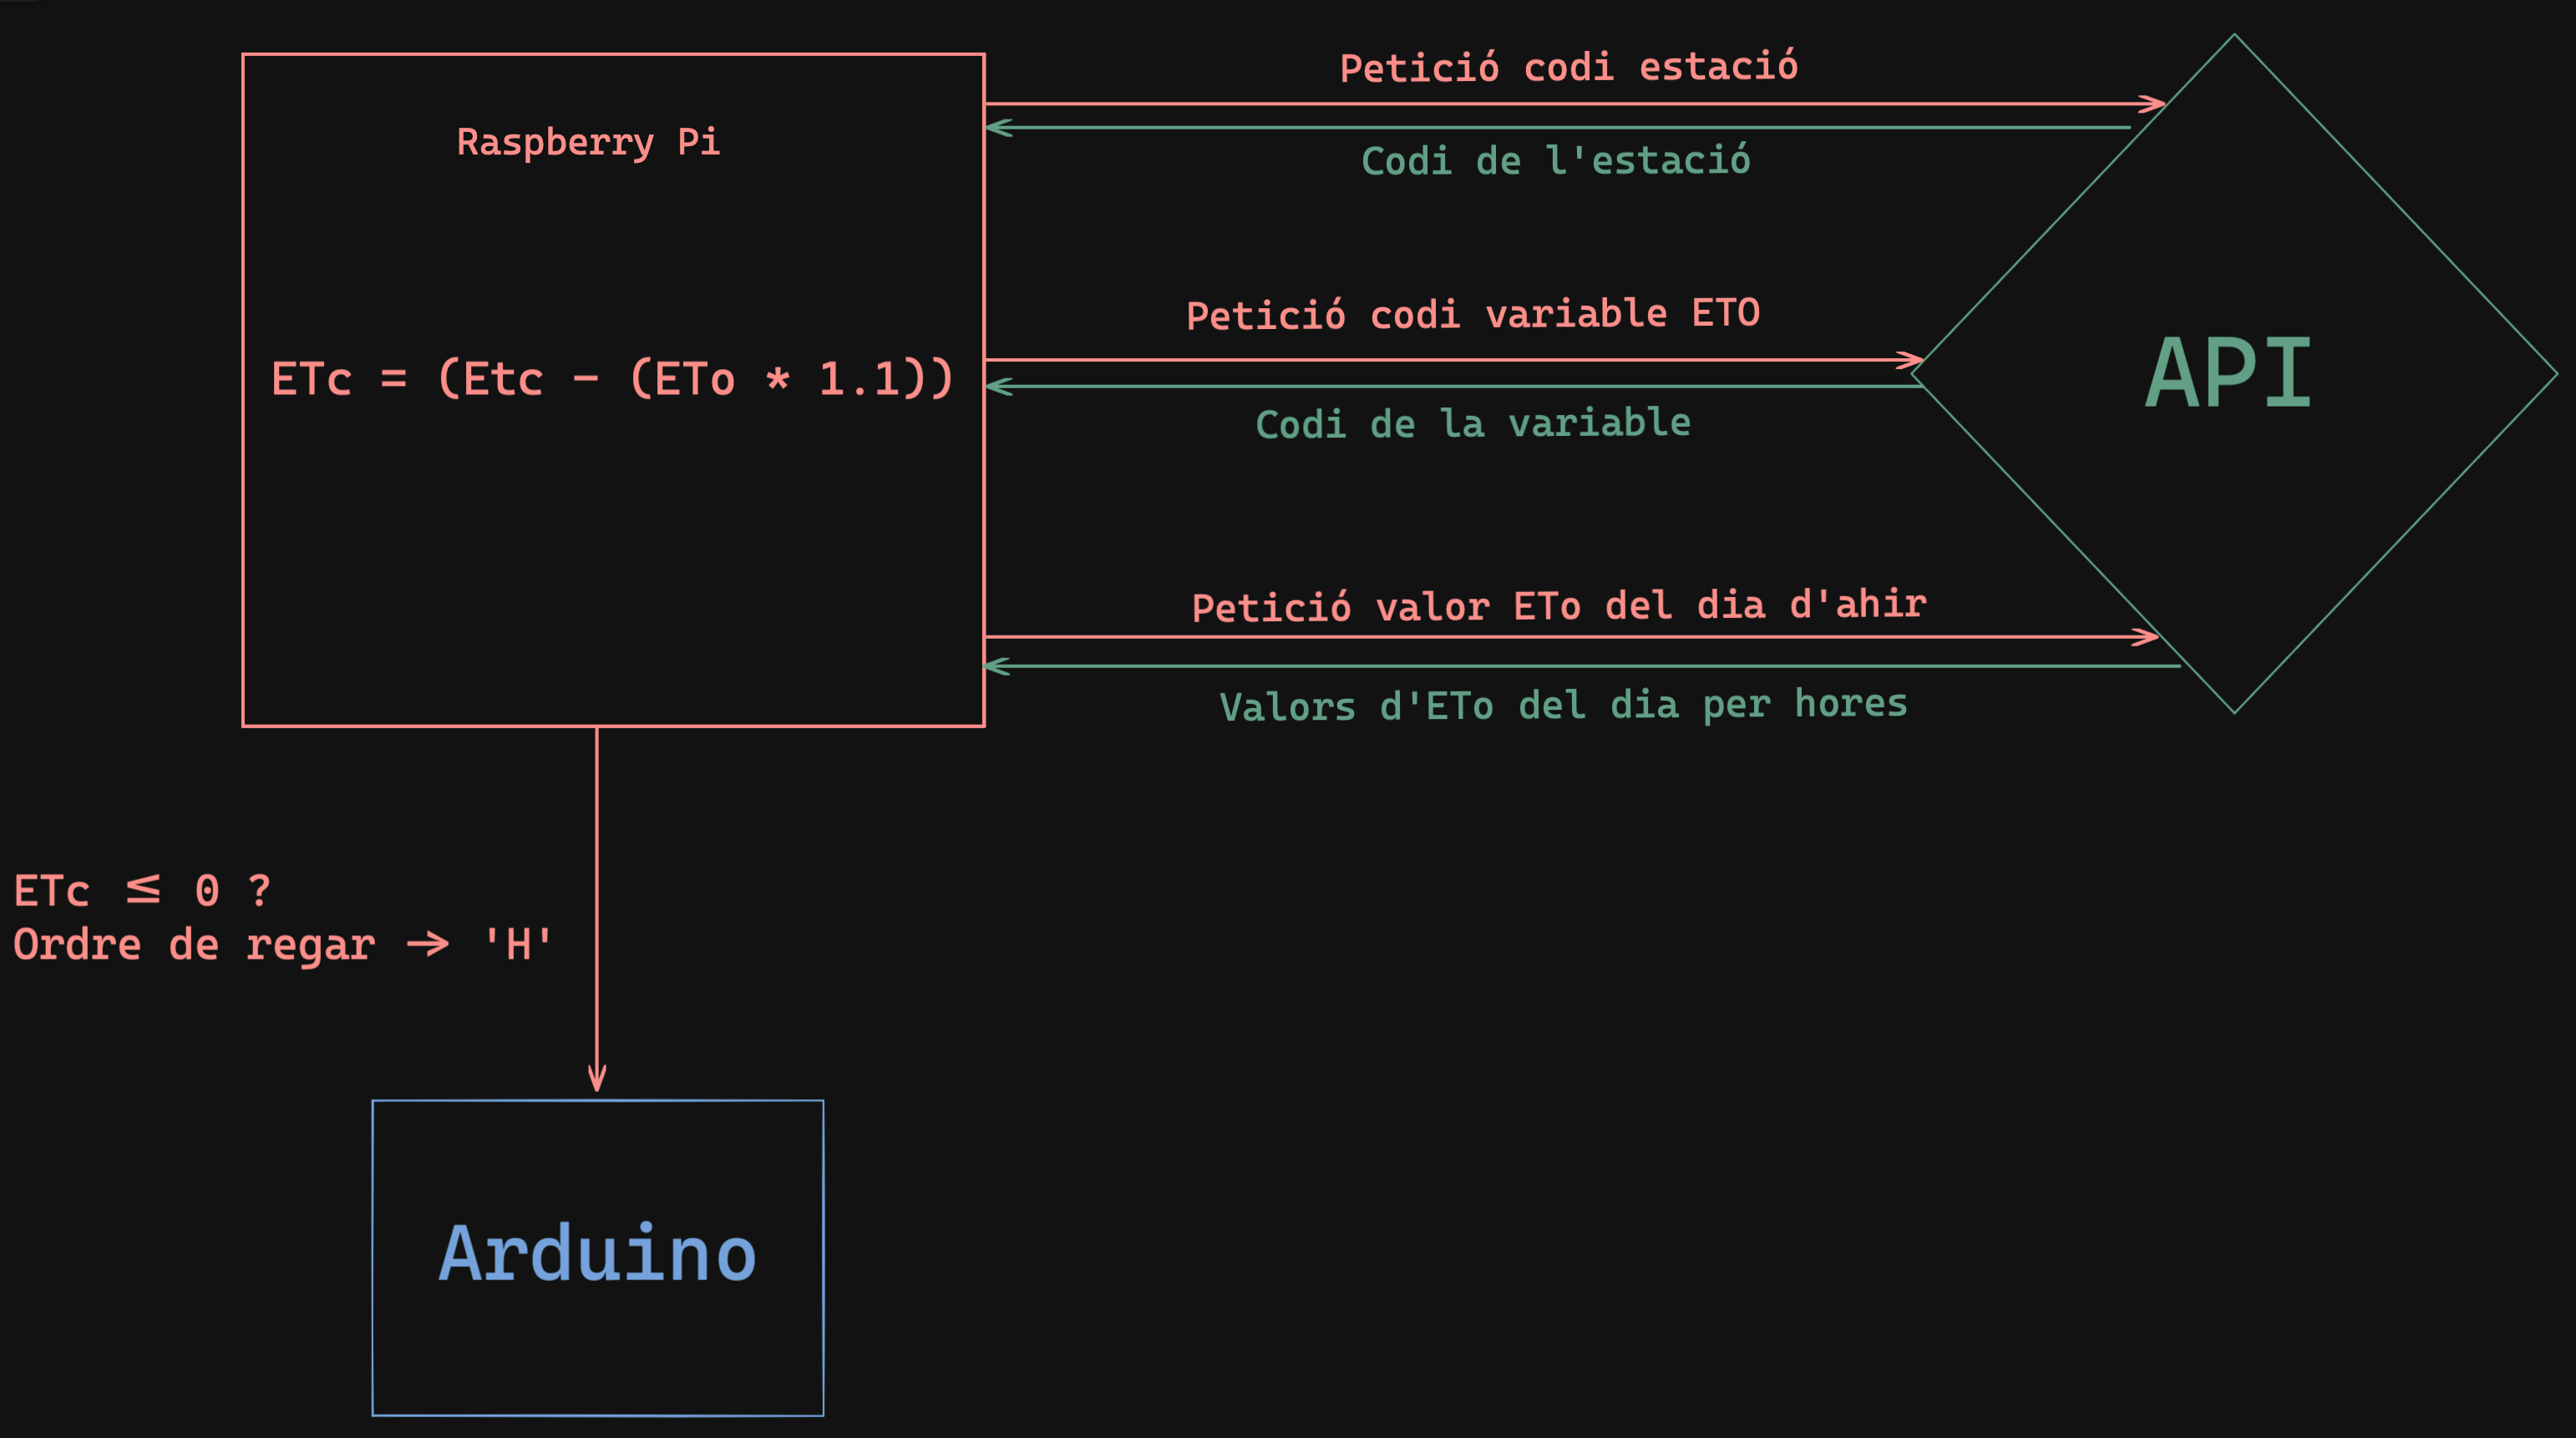 Petició codi estació
Raspberry Pi
Codi de l'estació
Petició codi variable ETO
ETc = (Etc - (ETo * 1.1))
API
Codi de la variable
Petició valor ETo del dia d'ahir
Valors d'ETo del dia per hores
ETc ≤ 0 ?
Ordre de regar → 'H'
Arduino